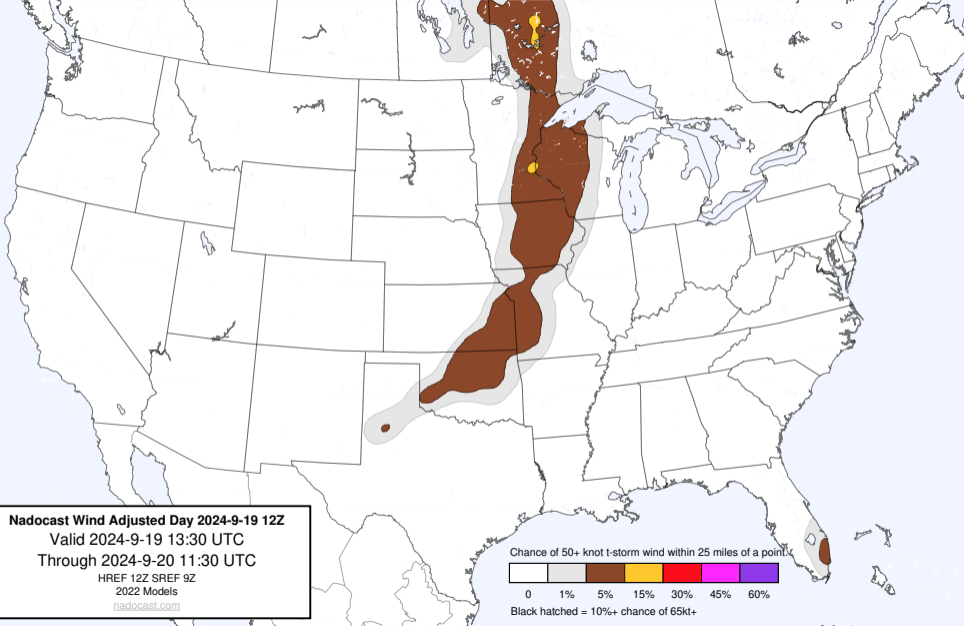 Nadocast Wind Adjusted Day 2024-9-19 12Z
Valid 2024-9-19 13:30 UTC
Through 2024-9-20 11:30 UTC
HREF 12Z SREF 9Z
2022 Models
nadocast.com
Chance of 50+ knot t-storm wind within 25 miles of a point.
0 1% 5% 15% 30% 45% 60%
Black hatched = 10%+ chance of 65kt+